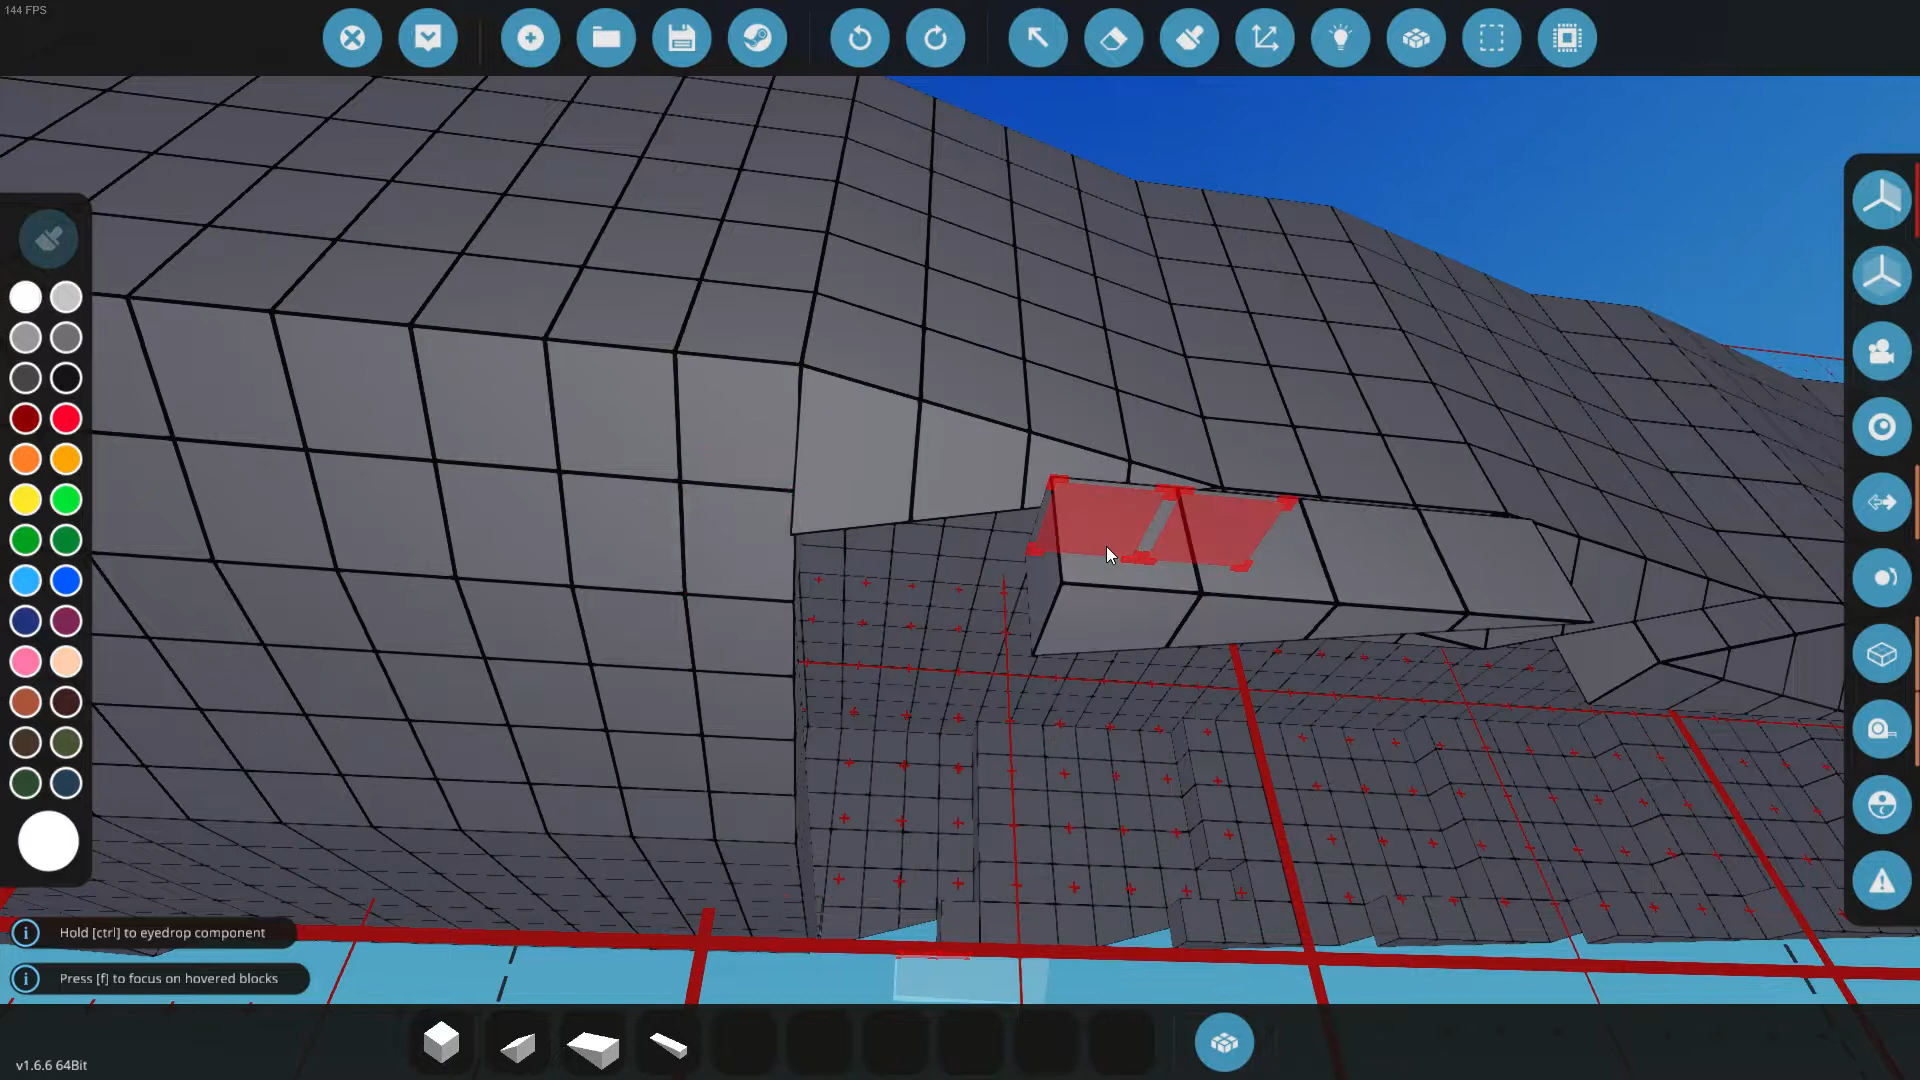 144 FPS
Hold [ctrl] to eyedrop component
Press [f] to focus on hovered blocks
v1.6.6 64Bit